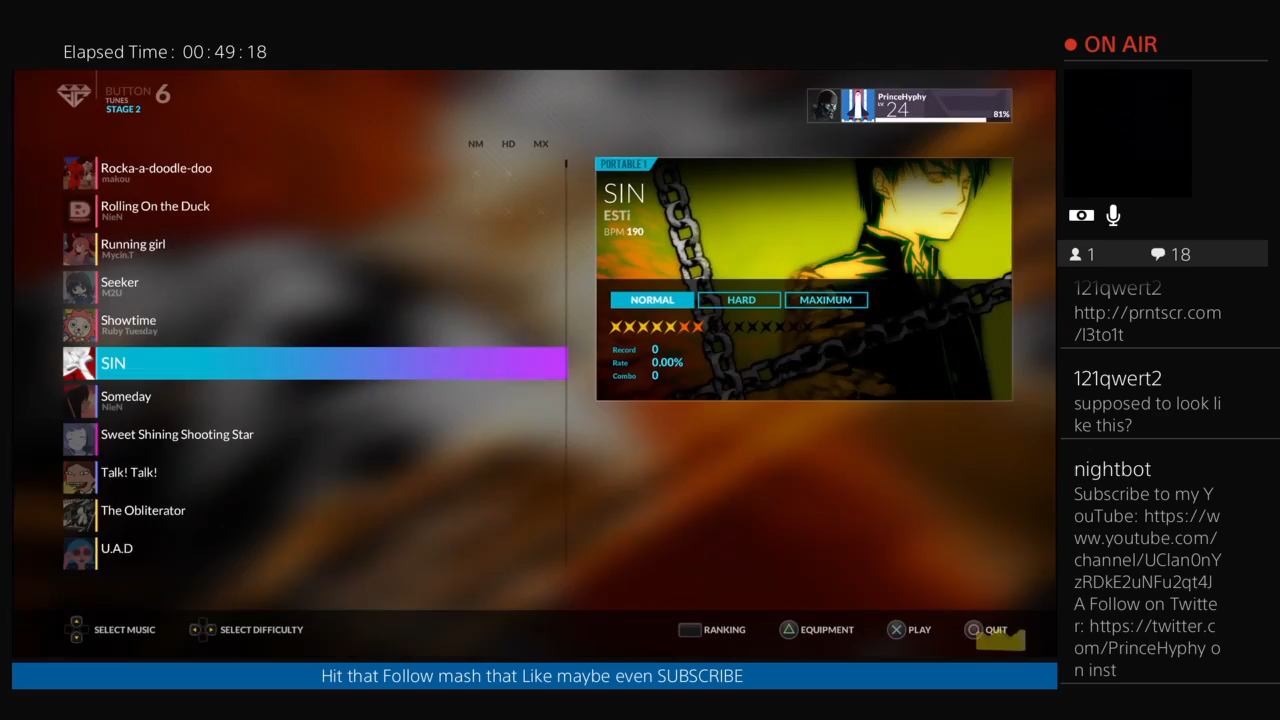 Elapsed Time: 00:49:18
ON AIR
BUTTON 6
TUNES
STAGE 2
PrinceHyphy
LV. 24
81%
NM HD MX
Rocka-a-doodle-doo
makou
Rolling On the Duck
NieN
Running girl
Mycin.T
Seeker
M2U
Showtime
Ruby Tuesday
SIN
Someday
NieN
Sweet Shining Shooting Star
Talk! Talk!
The Obliterator
U.A.D
PORTABLE 1
SIN
ESTi
BPM 190
NORMAL HARD MAXIMUM
Record 0
Rate 0.00%
Combo 0
SELECT MUSIC SELECT DIFFICULTY RANKING EQUIPMENT PLAY QUIT
Hit that Follow mash that Like maybe even SUBSCRIBE
1 18
121qwert2
http://prntscr.com
/l3to1t
121qwert2
supposed to look li
ke this?
nightbot
Subscribe to my Y
ouTube: https://w
ww.youtube.com/
channel/UCIan0nY
zRDkE2uNFu2qt4J
A Follow on Twitte
r: https://twitter.c
om/PrinceHyphy o
n inst